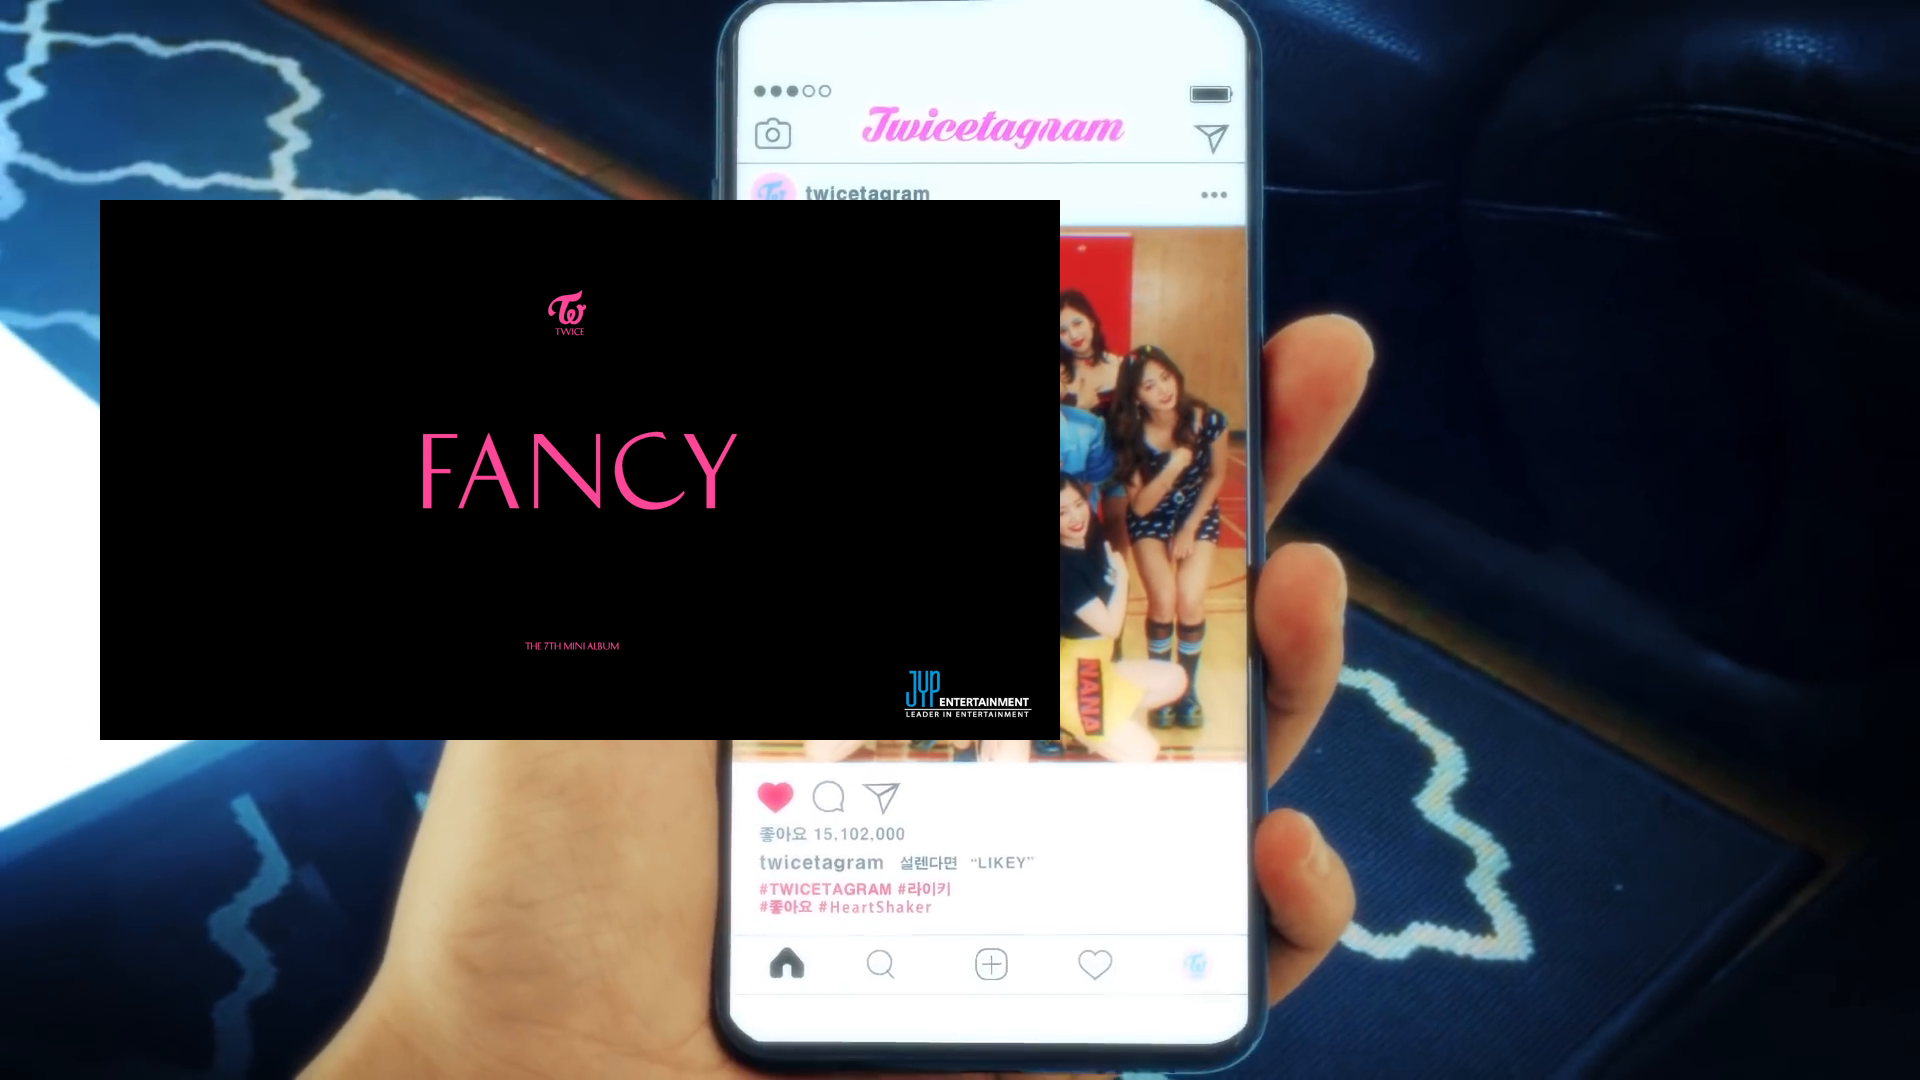 Twicetagram
twicetagram
TWICE
FANCY
THE 7TH MINI ALBUM
JYP ENTERTAINMENT
LEADER IN ENTERTAINMENT
NANA
좋아요 15,102,000
twicetagram 설렌다면 “LIKEY”
#TWICETAGRAM #라이키
#좋아요 #HeartShaker